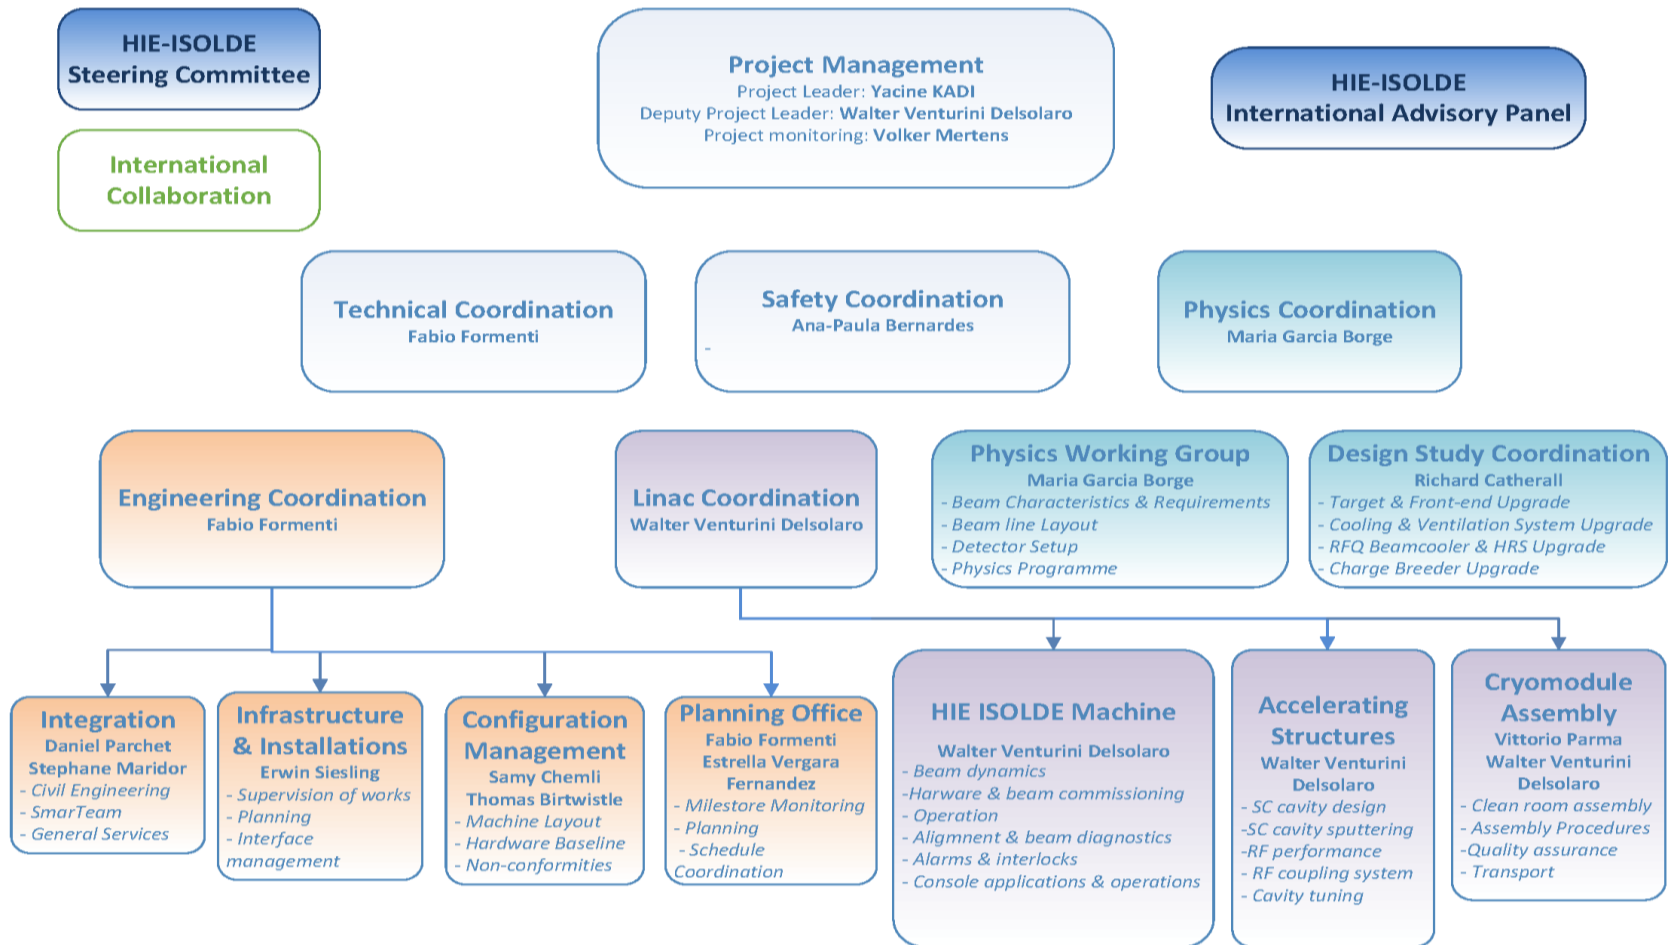 HIE-ISOLDE
Steering Committee
International
Collaboration
Project Management
Project Leader: Yacine KADI
Deputy Project Leader: Walter Venturini Delsolaro
Project monitoring: Volker Mertens
HIE-ISOLDE
International Advisory Panel
Technical Coordination
Fabio Formenti
Safety Coordination
Ana-Paula Bernardes
-
Physics Coordination
Maria Garcia Borge
Engineering Coordination
Fabio Formenti
Linac Coordination
Walter Venturini Delsolaro
Physics Working Group
Maria Garcia Borge
- Beam Characteristics & Requirements
- Beam line Layout
- Detector Setup
- Physics Programme
Design Study Coordination
Richard Catherall
- Target & Front-end Upgrade
- Cooling & Ventilation System Upgrade
- RFQ Beamcooler & HRS Upgrade
- Charge Breeder Upgrade
Integration
Daniel Parchet
Stephane Maridor
- Civil Engineering
- SmarTeam
- General Services
Infrastructure
& Installations
Erwin Siesling
- Supervision of works
- Planning
- Interface
management
Configuration
Management
Samy Chemli
Thomas Birtwistle
- Machine Layout
- Hardware Baseline
- Non-conformities
Planning Office
Fabio Formenti
Estrella Vergara
Fernandez
- Milestore Monitoring
- Planning
- Schedule
Coordination
HIE ISOLDE Machine
Walter Venturini Delsolaro
- Beam dynamics
-Harware & beam commissioning
- Operation
- Aligmnent & beam diagnostics
- Alarms & interlocks
- Console applications & operations
Accelerating
Structures
Walter Venturini
Delsolaro
- SC cavity design
-SC cavity sputtering
-RF performance
- RF coupling system
- Cavity tuning
Cryomodule
Assembly
Vittorio Parma
Walter Venturini
Delsolaro
- Clean room assembly
- Assembly Procedures
-Quality assurance
- Transport